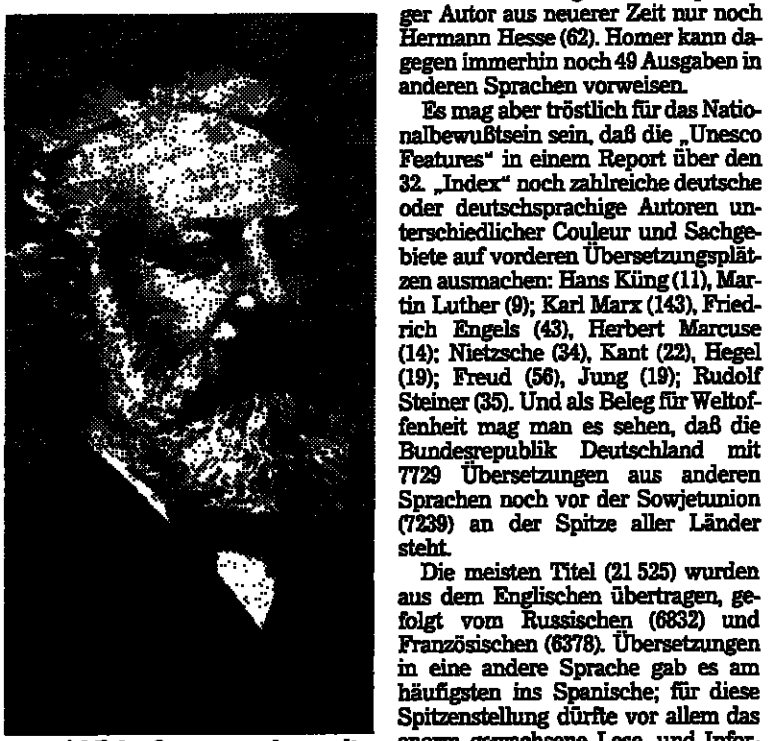 ger Autor aus neuerer Zeit nur noch
Hermann Hesse (62). Homer kann da-
gegen immerhin noch 49 Ausgaben in
anderen Sprachen vorweisen.
Es mag aber tröstlich für das Natio-
nalbewußtsein sein, daß die „Unesco
Features“ in einem Report über den
32. „Index“ noch zahlreiche deutsche
oder deutschsprachige Autoren un-
terschiedlicher Couleur und Sachge-
biete auf vorderen Übersetzungsplät-
zen ausmachen: Hans Küng (11), Mar-
tin Luther (9); Karl Marx (143), Fried-
rich Engels (43), Herbert Marcuse
(14); Nietzsche (34), Kant (22), Hegel
(19); Freud (56), Jung (19); Rudolf
Steiner (35). Und als Beleg für Weltof-
fenheit mag man es sehen, daß die
Bundesrepublik Deutschland mit
7729 Übersetzungen aus anderen
Sprachen noch vor der Sowjetunion
(7239) an der Spitze aller Länder
steht.
Die meisten Titel (21 525) wurden
aus dem Englischen übertragen, ge-
folgt vom Russischen (6832) und
Französischen (6378). Übersetzungen
in eine andere Sprache gab es am
häufigsten ins Spanische; für diese
Spitzenstellung dürfte vor allem das
gewachsene Lese- und Infor-